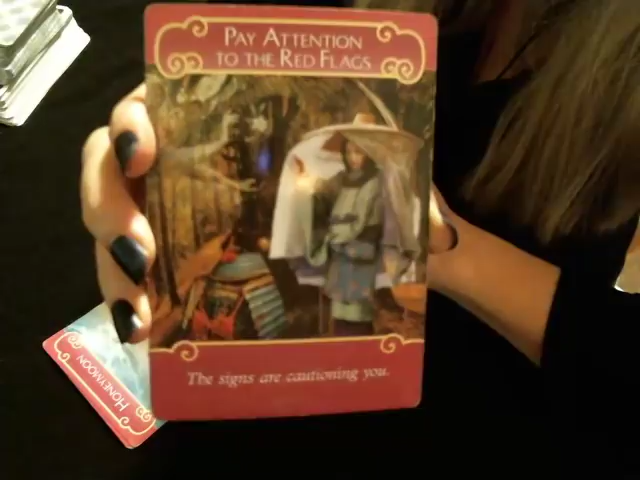 PAY ATTENTION
TO THE RED FLAGS
The signs are cautioning you.
HONEYMOON